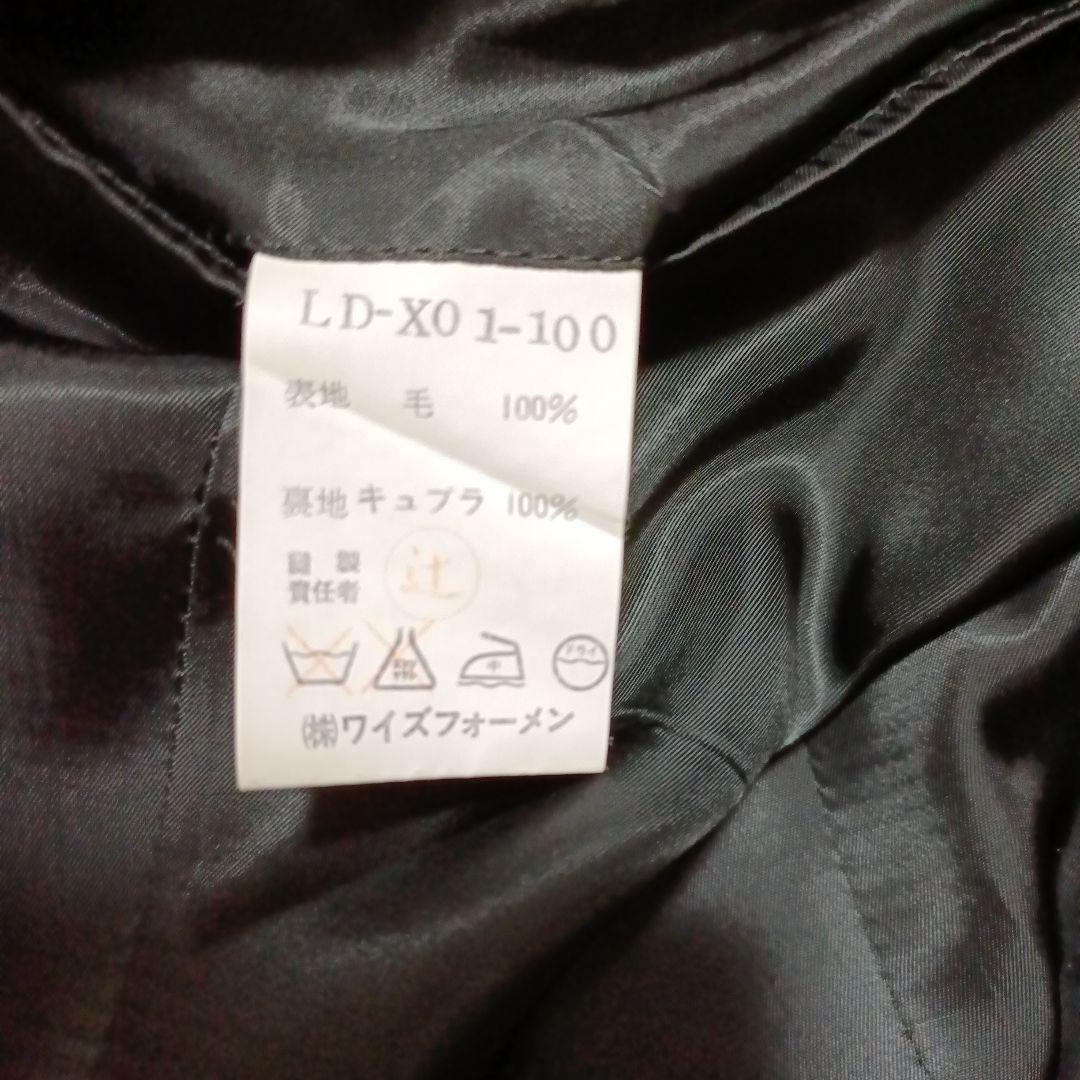 LD-X01-100
表地 毛 100%
裏地 キュプラ 100%
縫製
責任者 辻
中 ドライ
㈱ワイズフォーメン